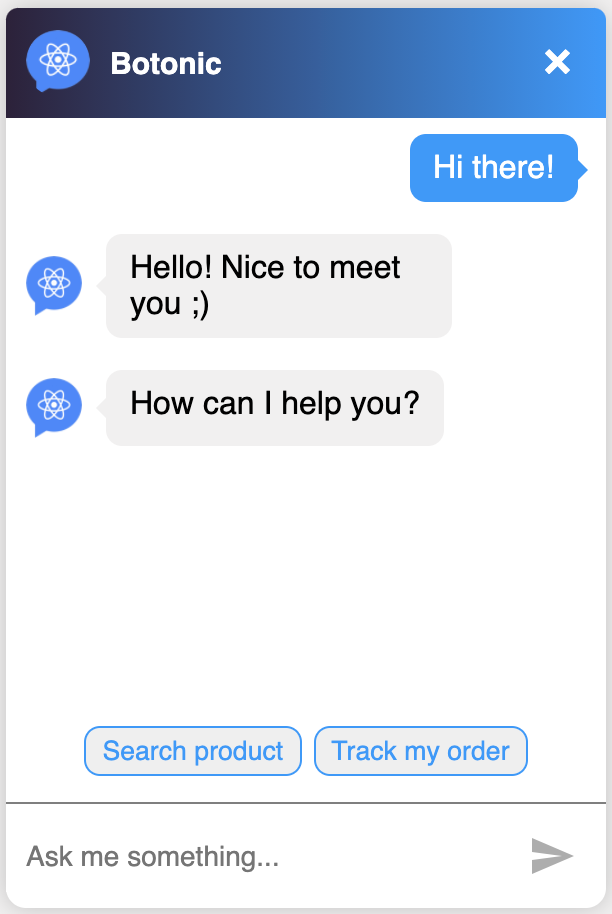 Botonic
Hi there!
Hello! Nice to meet
you ;)
How can I help you?
Search product
Track my order
Ask me something...